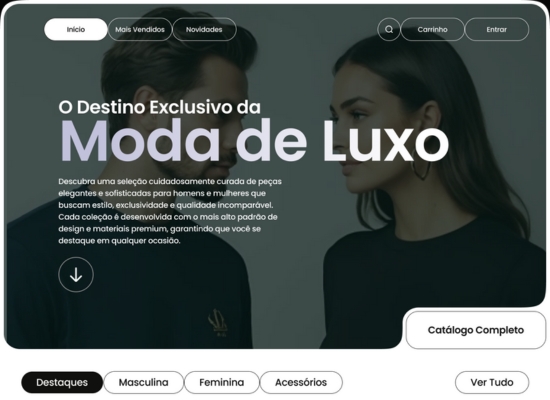 Início
Mais Vendidos
Novidades
Carrinho
Entrar
O Destino Exclusivo da
Moda de Luxo
Descubra uma seleção cuidadosamente curada de peças
elegantes e sofisticadas para homens e mulheres que
buscam estilo, exclusividade e qualidade incomparável.
Cada coleção é desenvolvida com o mais alto padrão de
design e materiais premium, garantindo que você se
destaque em qualquer ocasião.
Catálogo Completo
Destaques
Masculina
Feminina
Acessórios
Ver Tudo